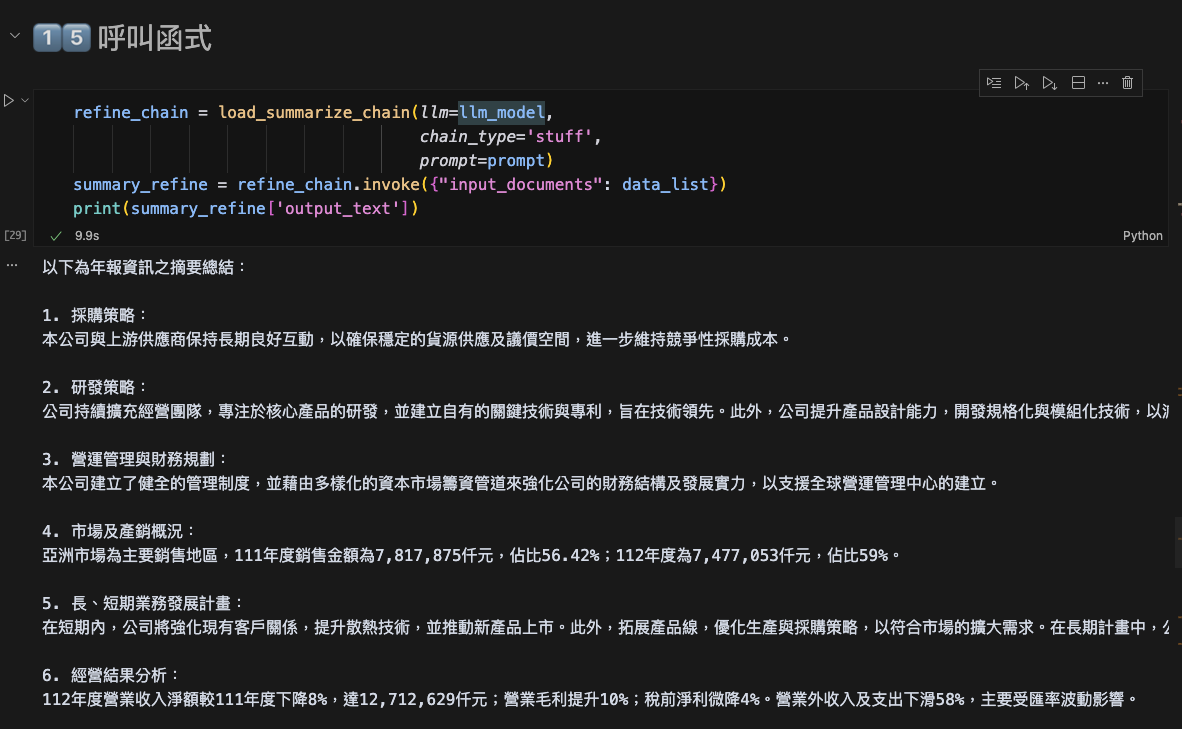 15 呼叫函式
refine_chain = load_summarize_chain(llm=llm_model,
chain_type='stuff',
prompt=prompt)
summary_refine = refine_chain.invoke({"input_documents": data_list})
print(summary_refine['output_text'])
[29] 9.9s Python
以下為年報資訊之摘要總結：
1. 採購策略：
本公司與上游供應商保持長期良好互動，以確保穩定的貨源供應及議價空間，進一步維持競爭性採購成本。
2. 研發策略：
公司持續擴充經營團隊，專注於核心產品的研發，並建立自有的關鍵技術與專利，旨在技術領先。此外，公司提升產品設計能力，開發規格化與模組化技術，以
3. 營運管理與財務規劃：
本公司建立了健全的管理制度，並藉由多樣化的資本市場籌資管道來強化公司的財務結構及發展實力，以支援全球營運管理中心的建立。
4. 市場及產銷概況：
亞洲市場為主要銷售地區，111年度銷售金額為7,817,875仟元，佔比56.42%；112年度為7,477,053仟元，佔比59%。
5. 長、短期業務發展計畫：
在短期內，公司將強化現有客戶關係，提升散熱技術，並推動新產品上市。此外，拓展產品線，優化生產與採購策略，以符合市場的擴大需求。在長期計畫中，
6. 經營結果分析：
112年度營業收入淨額較111年度下降8%，達12,712,629仟元；營業毛利提升10%；稅前淨利微降4%。營業外收入及支出下滑58%，主要受匯率波動影響。